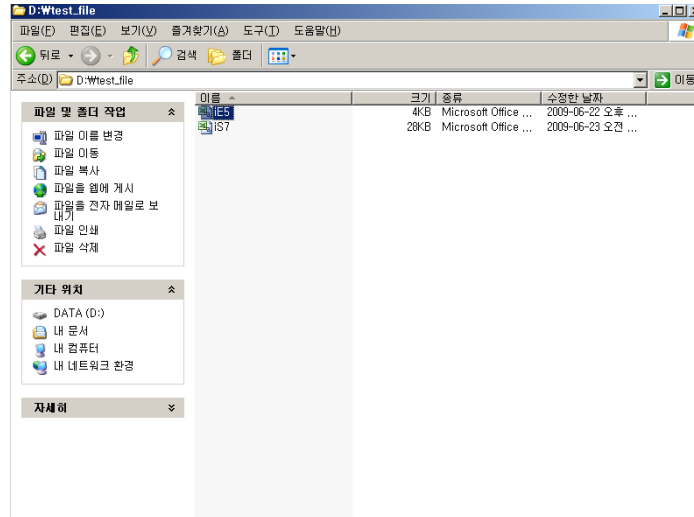 D:\test_file
파일(F) 편집(E) 보기(V) 즐겨찾기(A) 도구(T) 도움말(H)
뒤로 검색 폴더
주소(D) D:\test_file 이동
이름 크기 종류 수정한 날짜
iE5 4KB Microsoft Office ... 2009-06-22 오후 ...
iS7 28KB Microsoft Office ... 2009-06-23 오전 ...
파일 및 폴더 작업
파일 이름 변경
파일 이동
파일 복사
파일을 웹에 게시
파일을 전자 메일로 보
내기
파일 인쇄
파일 삭제
기타 위치
DATA (D:)
내 문서
내 컴퓨터
내 네트워크 환경
자세히